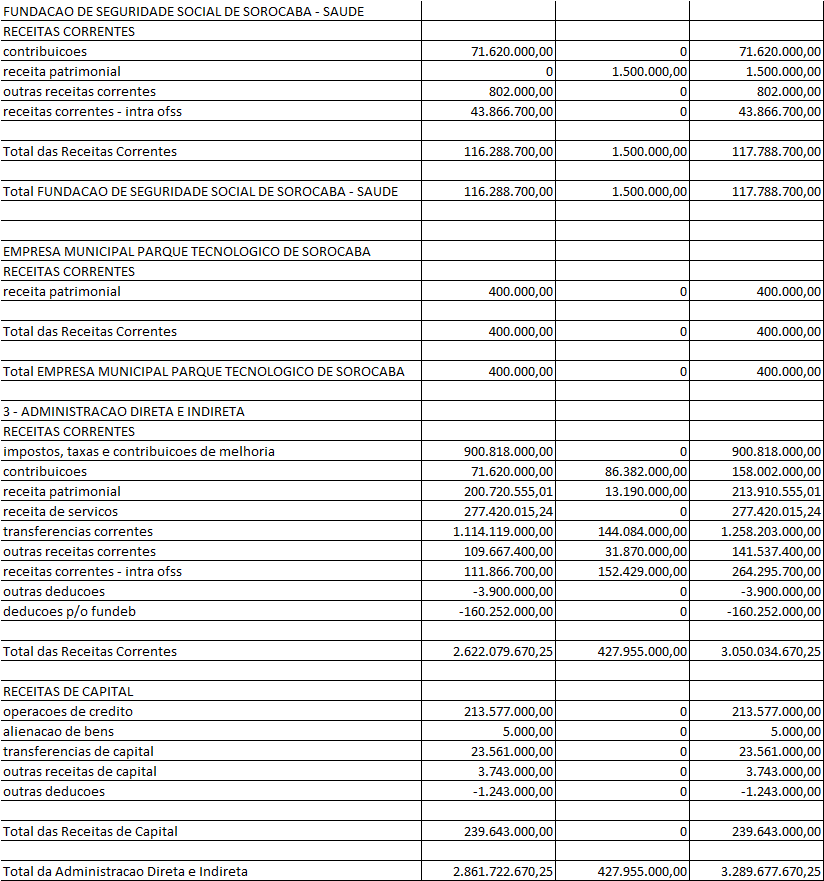 FUNDACAO DE SEGURIDADE SOCIAL DE SOROCABA - SAUDE
RECEITAS CORRENTES
contribuicoes 71.620.000,00 0 71.620.000,00
receita patrimonial 0 1.500.000,00 1.500.000,00
outras receitas correntes 802.000,00 0 802.000,00
receitas correntes - intra ofss 43.866.700,00 0 43.866.700,00
Total das Receitas Correntes 116.288.700,00 1.500.000,00 117.788.700,00
Total FUNDACAO DE SEGURIDADE SOCIAL DE SOROCABA - SAUDE 116.288.700,00 1.500.000,00 117.788.700,00
EMPRESA MUNICIPAL PARQUE TECNOLOGICO DE SOROCABA
RECEITAS CORRENTES
receita patrimonial 400.000,00 0 400.000,00
Total das Receitas Correntes 400.000,00 0 400.000,00
Total EMPRESA MUNICIPAL PARQUE TECNOLOGICO DE SOROCABA 400.000,00 0 400.000,00
3 - ADMINISTRACAO DIRETA E INDIRETA
RECEITAS CORRENTES
impostos, taxas e contribuicoes de melhoria 900.818.000,00 0 900.818.000,00
contribuicoes 71.620.000,00 86.382.000,00 158.002.000,00
receita patrimonial 200.720.555,01 13.190.000,00 213.910.555,01
receita de servicos 277.420.015,24 0 277.420.015,24
transferencias correntes 1.114.119.000,00 144.084.000,00 1.258.203.000,00
outras receitas correntes 109.667.400,00 31.870.000,00 141.537.400,00
receitas correntes - intra ofss 111.866.700,00 152.429.000,00 264.295.700,00
outras deducoes -3.900.000,00 0 -3.900.000,00
deducoes p/o fundeb -160.252.000,00 0 -160.252.000,00
Total das Receitas Correntes 2.622.079.670,25 427.955.000,00 3.050.034.670,25
RECEITAS DE CAPITAL
operacoes de credito 213.577.000,00 0 213.577.000,00
alienacao de bens 5.000,00 0 5.000,00
transferências de capital 23.561.000,00 0 23.561.000,00
outras receitas de capital 3.743.000,00 0 3.743.000,00
outras deducoes -1.243.000,00 0 -1.243.000,00
Total das Receitas de Capital 239.643.000,00 0 239.643.000,00
Total da Administracao Direta e Indireta 2.861.722.670,25 427.955.000,00 3.289.677.670,25